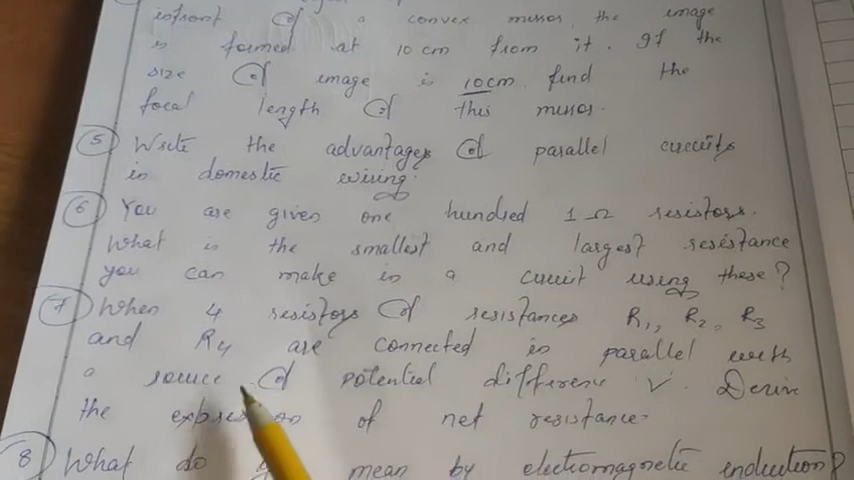 infront of a convex mirror, the image
is formed at 10 cm from it. If the
size of image is 10cm find the
focal length of this mirror.
5 Write the advantages of parallel circuits
in domestic wiring.
6 You are given one hundred 1 Ω resistors.
What is the smallest and largest resistance
you can make in a circuit using these?
7 When 4 resistors of resistances R1, R2, R3
and R4 are connected in parallel with
a source of potential difference V. Derive
the expression of net resistance.
8 What do mean by electromagnetic induction?